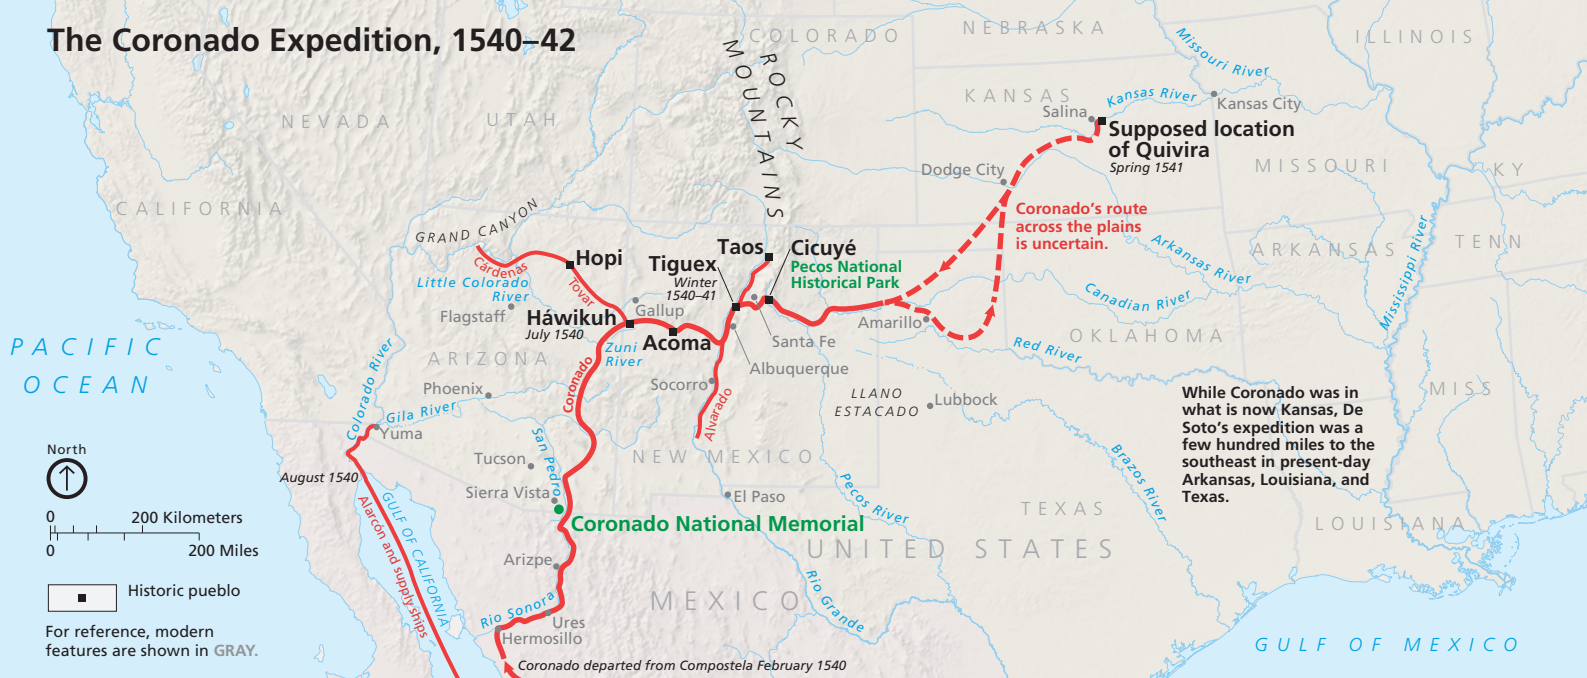 The Coronado Expedition, 1540–42
COLORADO
NEBRASKA
ILLINOIS
ROCKY
MOUNTAINS
Missouri River
NEVADA
UTAH
KANSAS
Salina
Kansas River
Kansas City
Supposed location
of Quivira
Spring 1541
Dodge City
MISSOURI
KY
CALIFORNIA
GRAND CANYON
Cárdenas
Hopi
Tovar
Little Colorado
River
Flagstaff
Háwikuh
July 1540
Gallup
Zuni
River
Acoma
Taos
Tiguex
Winter
1540–41
Cicuyé
Pecos National
Historical Park
Coronado’s route
across the plains
is uncertain.
Arkansas River
ARKANSAS
TENN
Mississippi River
Canadian River
Amarillo
OKLAHOMA
Red River
Santa Fe
Albuquerque
Socorro
Alvarado
LLANO
ESTACADO
Lubbock
MISS
PACIFIC
OCEAN
ARIZONA
Phoenix
Coronado
Colorado River
Gila River
Yuma
While Coronado was in
what is now Kansas, De
Soto’s expedition was a
few hundred miles to the
southeast in present-day
Arkansas, Louisiana, and
Texas.
North
August 1540
Tucson
San Pedro
Sierra Vista
NEW MEXICO
El Paso
Pecos River
Brazos River
TEXAS
LOUISIANA
Coronado National Memorial
UNITED STATES
0 200 Kilometers
0 200 Miles
Alarcón and supply ships
GULF OF CALIFORNIA
Arizpe
MEXICO
Rio Grande
Historic pueblo
Rio Sonora
Ures
Hermosillo
For reference, modern
features are shown in GRAY.
Coronado departed from Compostela February 1540
GULF OF MEXICO